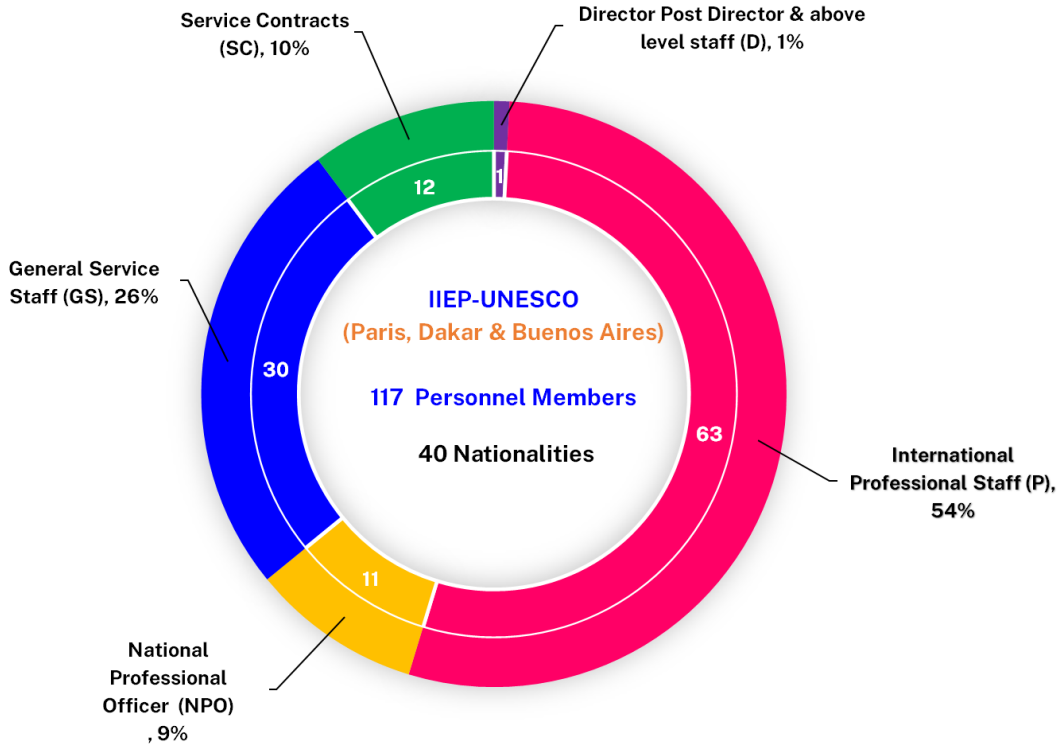 Service Contracts
(SC), 10%
Director Post Director & above
level staff (D), 1%
12
1
General Service
Staff (GS), 26%
IIEP-UNESCO
(Paris, Dakar & Buenos Aires)
30
117 Personnel Members
63
40 Nationalities
International
Professional Staff (P),
54%
11
National
Professional
Officer (NPO)
, 9%